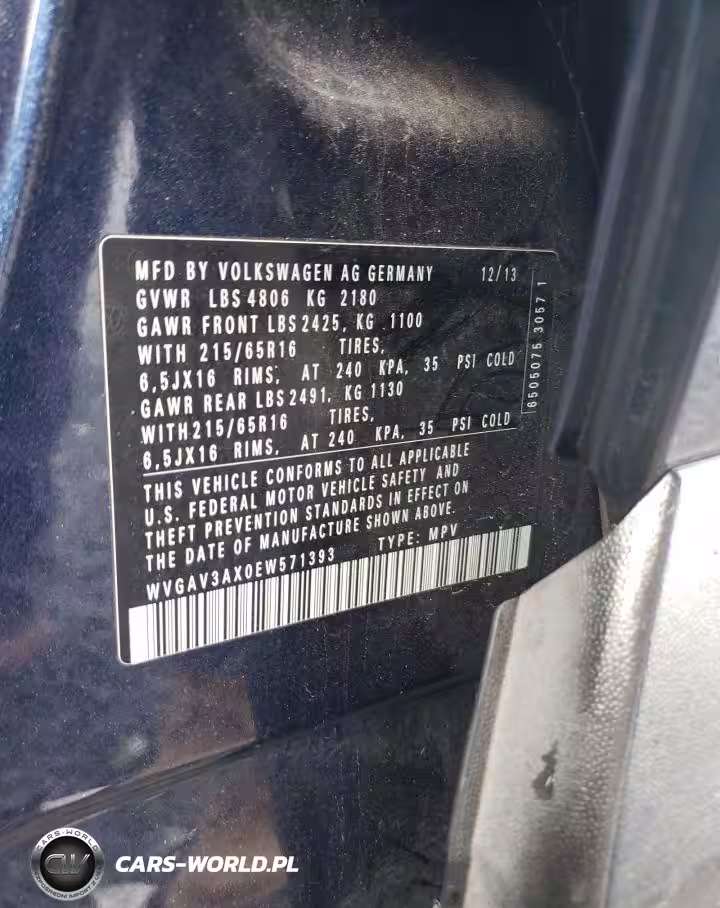 MFD BY VOLKSWAGEN AG GERMANY 12/13
GVWR LBS 4806 KG 2180
GAWR FRONT LBS 2425, KG 1100
WITH 215/65R16 TIRES,
6,5JX16 RIMS, AT 240 KPA, 35 PSI COLD
GAWR REAR LBS 2491, KG 1130
WITH 215/65R16 TIRES,
6,5JX16 RIMS, AT 240 KPA, 35 PSI COLD
THIS VEHICLE CONFORMS TO ALL APPLICABLE
U.S. FEDERAL MOTOR VEHICLE SAFETY AND
THEFT PREVENTION STANDARDS IN EFFECT ON
THE DATE OF MANUFACTURE SHOWN ABOVE.
WVGAV3AX0EW571393 TYPE: MPV
6505075 3057 1
CARS-WORLD
CW
CARS-WORLD.PL